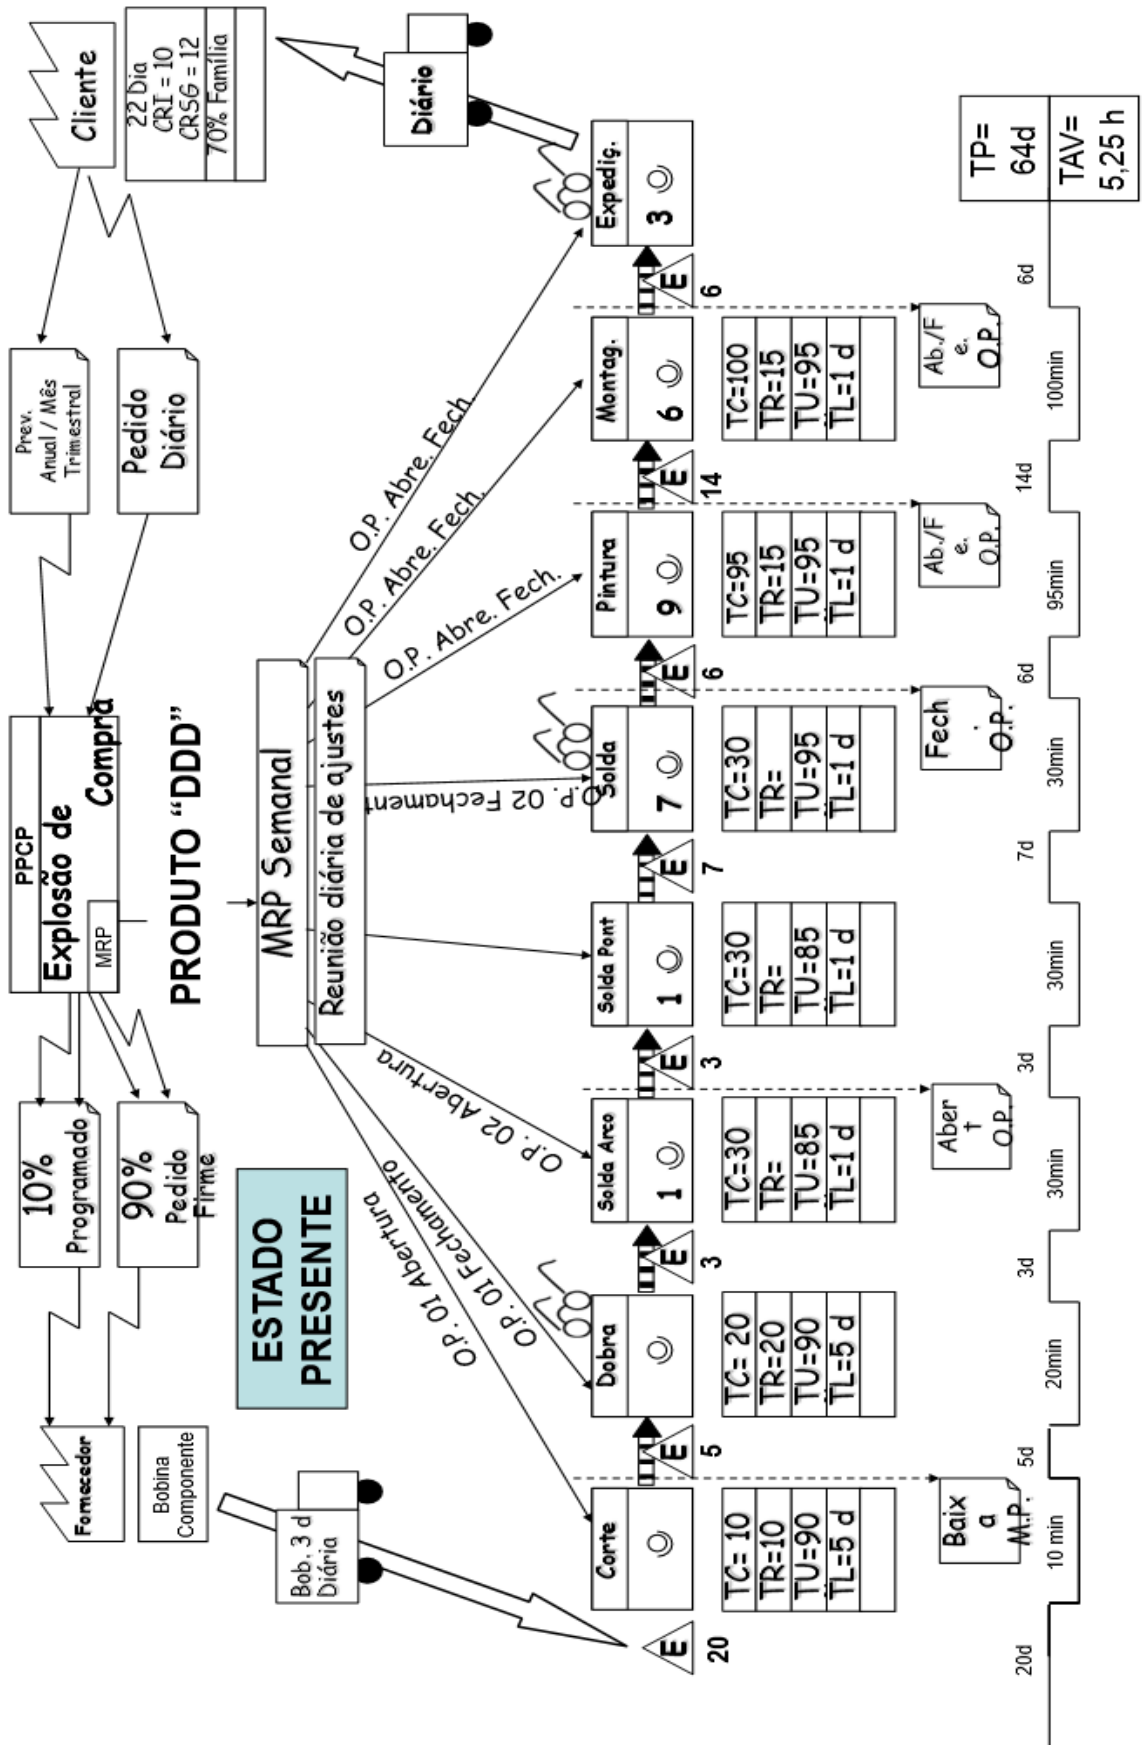 Fornecedor
Bobina
Componente
10%
Programado
90%
Pedido
Firme
PPCP
Explosão de
Compra
MRP
Prev.
Anual / Mês
Trimestral
Pedido
Diário
Cliente
22 Dia
CRI = 10
CRSG = 12
70% Família
PRODUTO “DDD”
ESTADO
PRESENTE
Bob. 3 d
Diária
MRP Semanal
Reunião diária de ajustes
Diário
O.P. 01 Abertura
O.P. 01 Fechamento
O.P. 02 Abertura
O.P. 02 Fechament
O.P. Abre. Fech.
O.P. Abre. Fech.
O.P. Abre. Fech.
E
20
Corte
E
5
Dobra
E
3
Solda Arco
1
E
3
Solda Pont
1
E
7
Solda
7
E
6
Pintura
9
E
14
Montag.
6
E
6
Expediç.
3
TC= 10
TR=10
TU=90
TL=5 d
TC= 20
TR=20
TU=90
TL=5 d
TC=30
TR=
TU=85
TL=1 d
TC=30
TR=
TU=85
TL=1 d
TC=30
TR=
TU=95
TL=1 d
TC=95
TR=15
TU=95
TL=1 d
TC=100
TR=15
TU=95
TL=1 d
Baix
a
M.P.
Aber
t
O.P.
Fech
.
O.P.
Ab./F
e.
O.P.
Ab./F
e.
O.P.
20d
10 min
5d
20min
3d
30min
3d
30min
7d
30min
6d
95min
14d
100min
6d
TP=
64d
TAV=
5,25 h